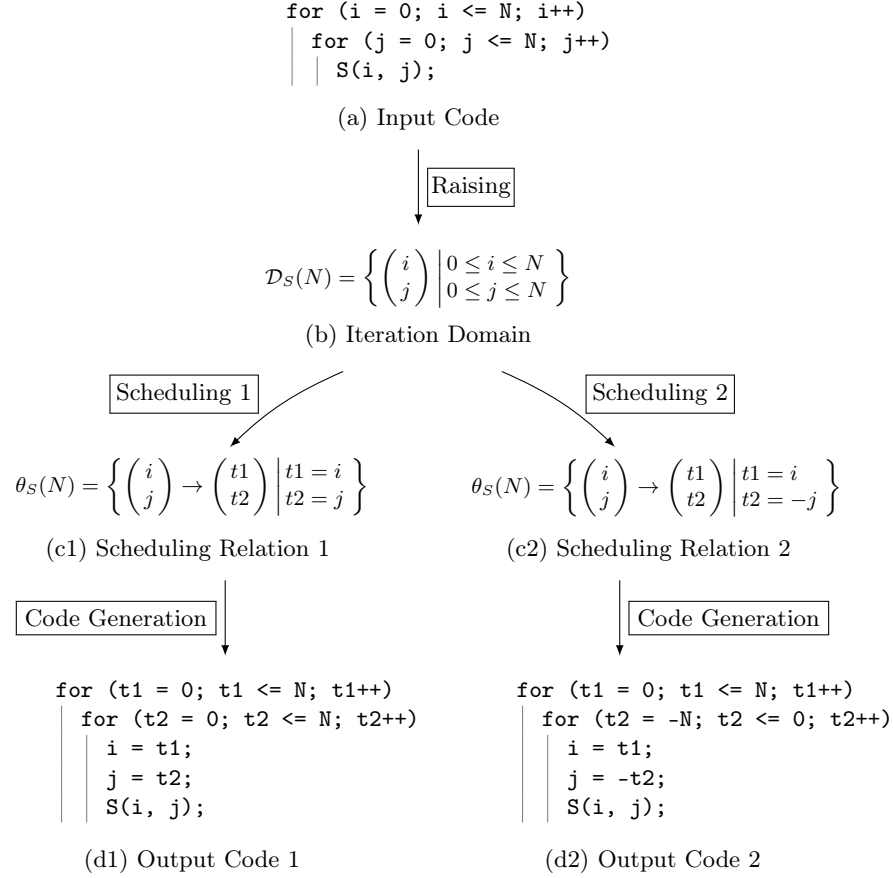 for (i = 0; i <= N; i++)
for (j = 0; j <= N; j++)
S(i, j);
(a) Input Code
Raising
𝒟_S(N) = { ( i j ) | 0 ≤ i ≤ N 0 ≤ j ≤ N }
(b) Iteration Domain
Scheduling 1
Scheduling 2
θ_S(N) = { ( i j ) → ( t1 t2 ) | t1 = i t2 = j }
(c1) Scheduling Relation 1
θ_S(N) = { ( i j ) → ( t1 t2 ) | t1 = i t2 = −j }
(c2) Scheduling Relation 2
Code Generation
Code Generation
for (t1 = 0; t1 <= N; t1++)
for (t2 = 0; t2 <= N; t2++)
i = t1;
j = t2;
S(i, j);
(d1) Output Code 1
for (t1 = 0; t1 <= N; t1++)
for (t2 = -N; t2 <= 0; t2++)
i = t1;
j = -t2;
S(i, j);
(d2) Output Code 2